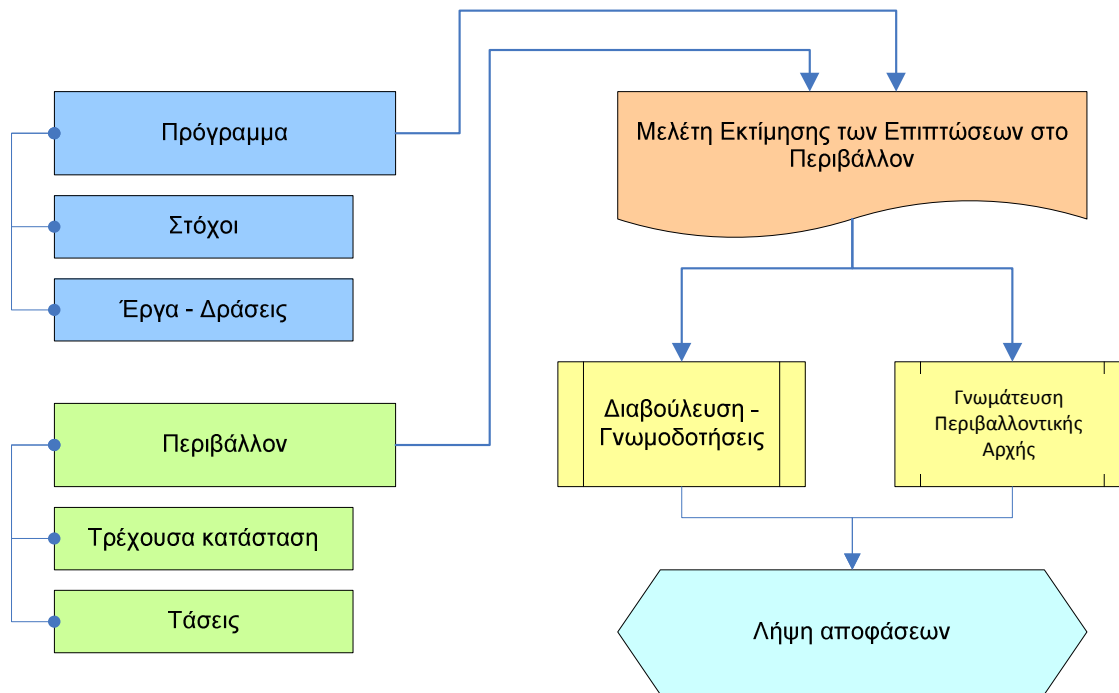 Πρόγραμμα
Στόχοι
Έργα - Δράσεις
Περιβάλλον
Τρέχουσα κατάσταση
Τάσεις
Μελέτη Εκτίμησης των Επιπτώσεων στο
Περιβάλλον
Διαβούλευση -
Γνωμοδοτήσεις
Γνωμάτευση
Περιβαλλοντικής
Αρχής
Λήψη αποφάσεων